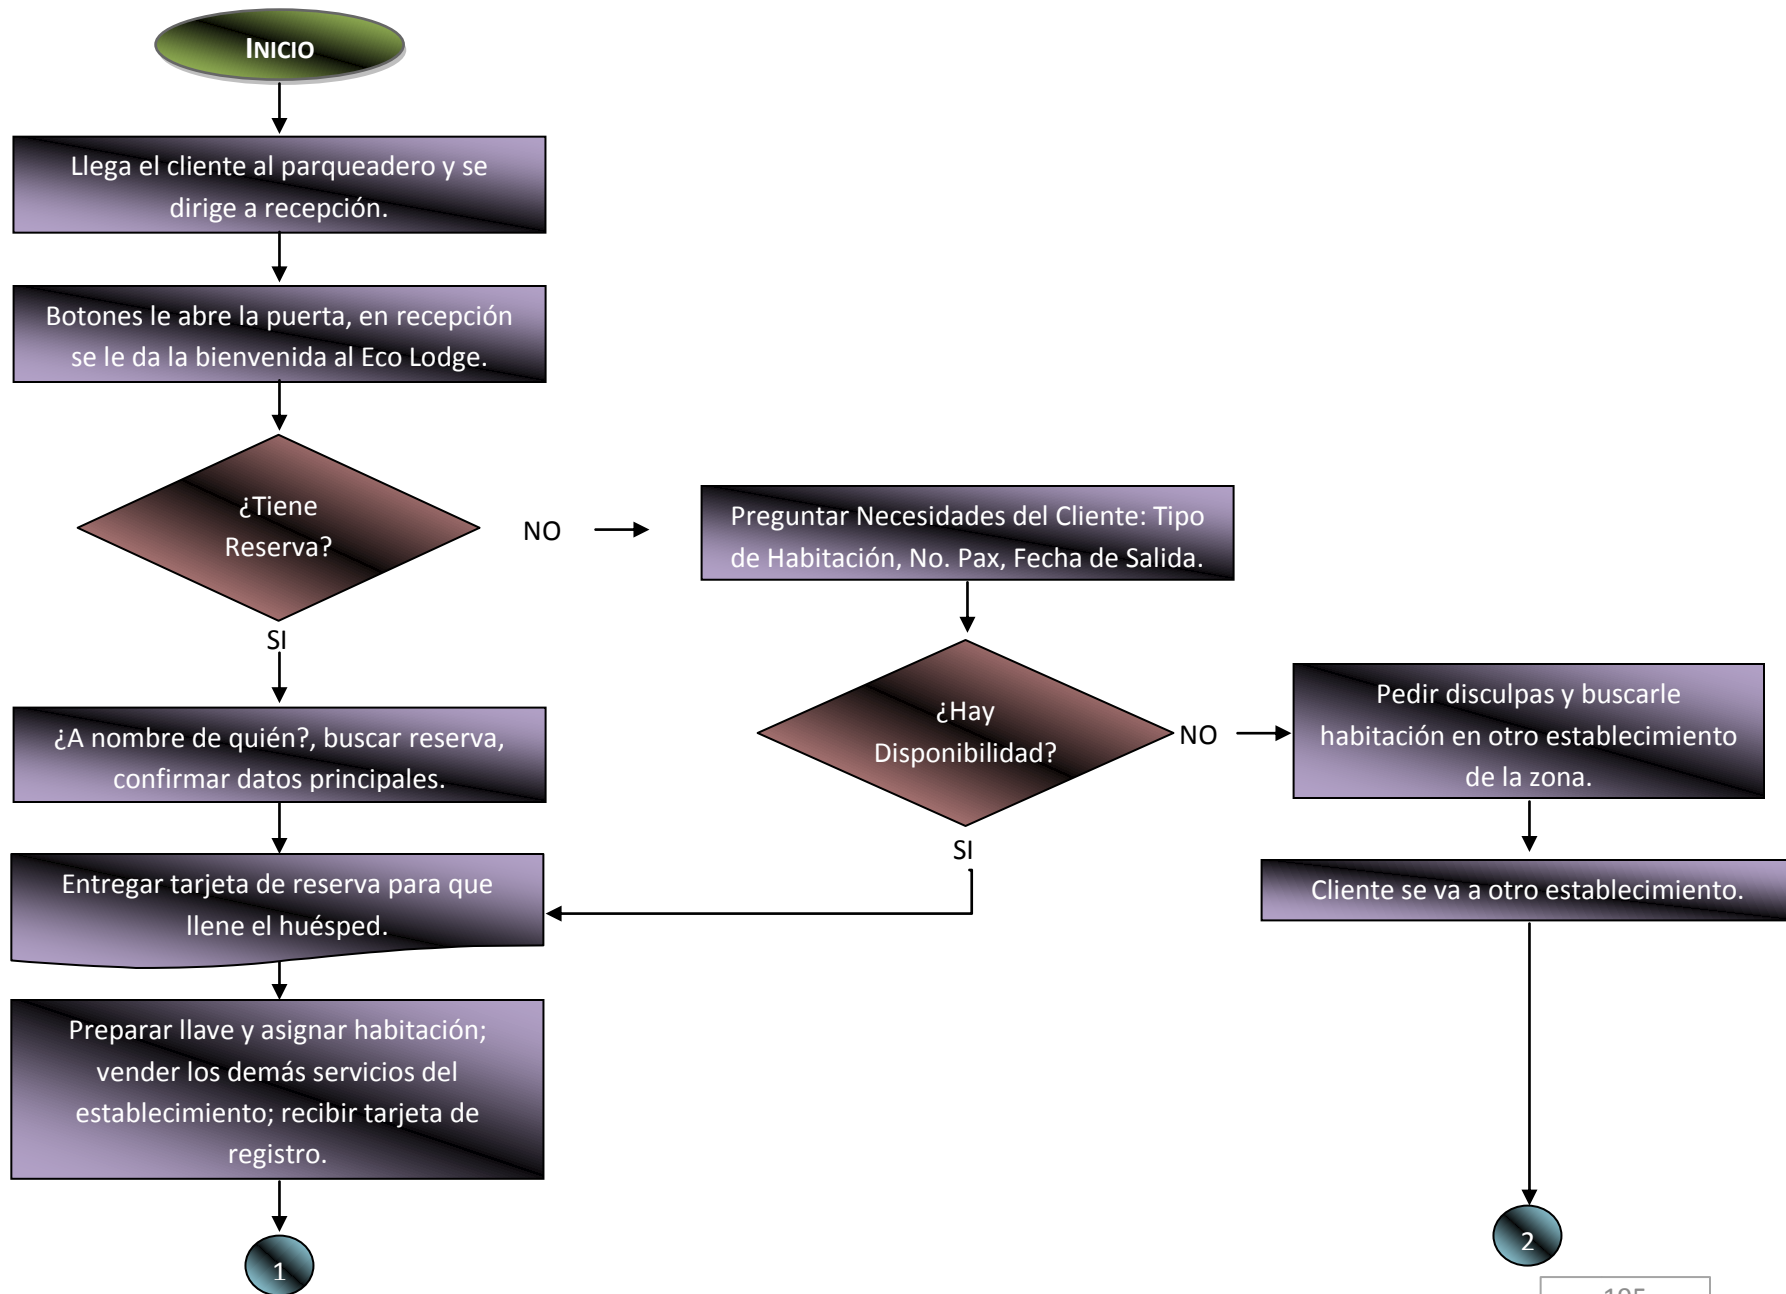 INICIO
Llega el cliente al parqueadero y se
dirige a recepción.
Botones le abre la puerta, en recepción
se le da la bienvenida al Eco Lodge.
¿Tiene
Reserva?
NO
Preguntar Necesidades del Cliente: Tipo
de Habitación, No. Pax, Fecha de Salida.
SI
¿A nombre de quién?, buscar reserva,
confirmar datos principales.
¿Hay
Disponibilidad?
NO
Pedir disculpas y buscarle
habitación en otro establecimiento
de la zona.
SI
Cliente se va a otro establecimiento.
Entregar tarjeta de reserva para que
llene el huésped.
Preparar llave y asignar habitación;
vender los demás servicios del
establecimiento; recibir tarjeta de
registro.
1
2